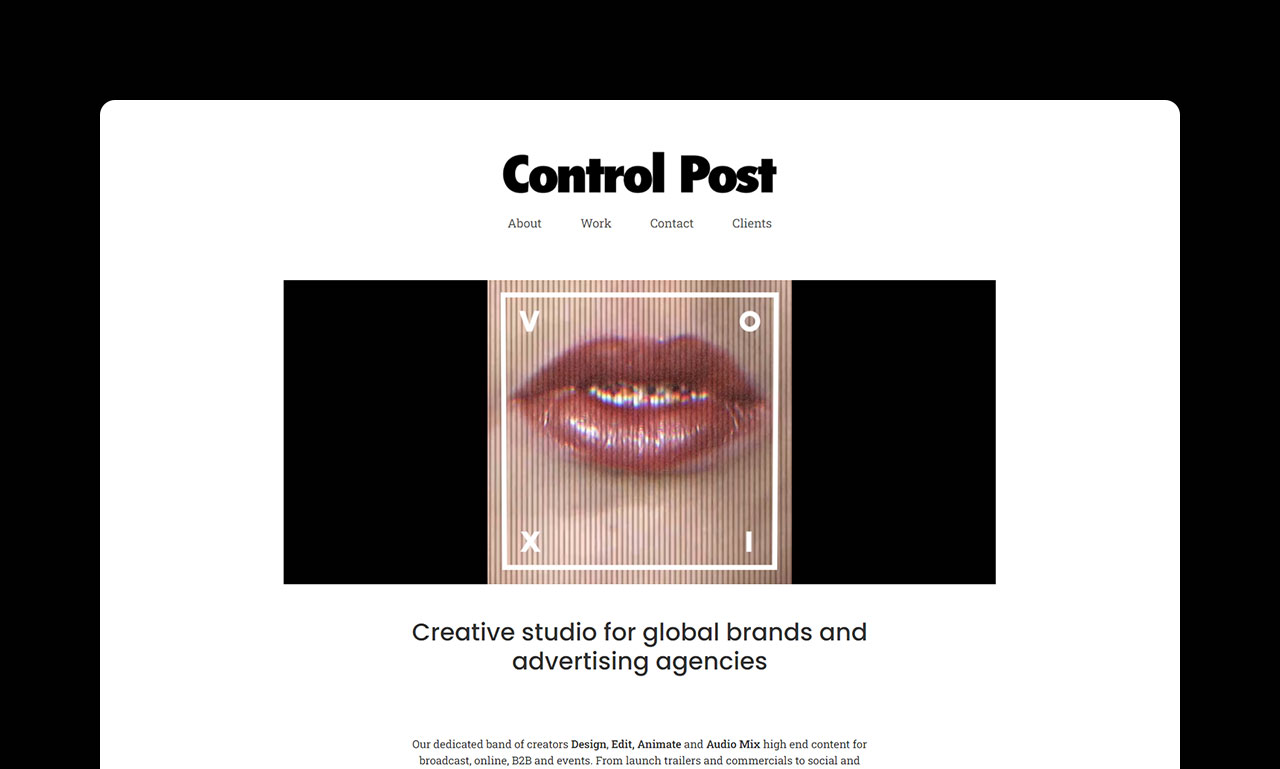 Control Post
About Work Contact Clients
V O
X I
Creative studio for global brands and
advertising agencies
Our dedicated band of creators Design, Edit, Animate and Audio Mix high end content for
broadcast, online, B2B and events. From launch trailers and commercials to social and